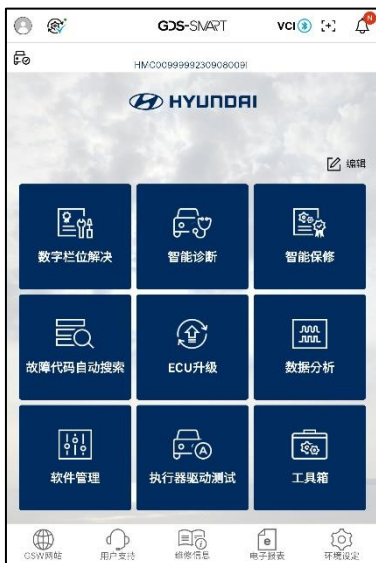 GDS-SMART
VCI
N
HMC0099999230908009I
HYUNDAI
编辑
数字栏位解决
智能诊断
智能保修
故障代码自动搜索
ECU升级
数据分析
软件管理
执行器驱动测试
A
工具箱
GSW网站
用户支持
维修信息
e
电子报表
环境设定